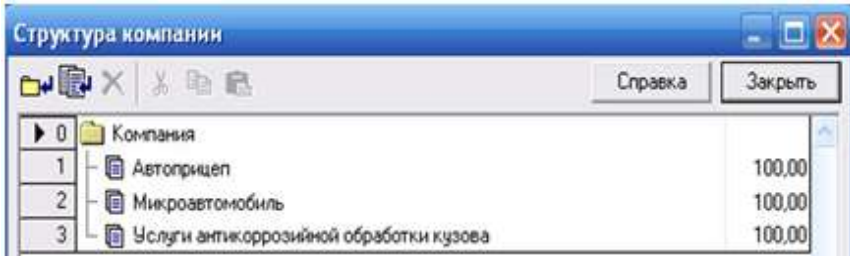 Структура компании
Справка Закрыть
0 Компания
1 Автоприцеп 100,00
2 Микроавтомобиль 100,00
3 Услуги антикоррозийной обработки кузова 100,00